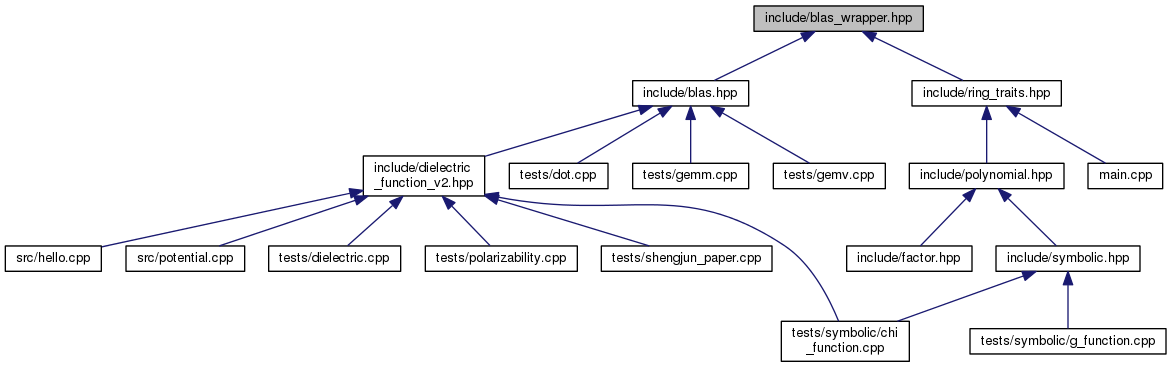 include/blas_wrapper.hpp
include/blas.hpp
include/ring_traits.hpp
include/dielectric
_function_v2.hpp
tests/dot.cpp
tests/gemm.cpp
tests/gemv.cpp
include/polynomial.hpp
main.cpp
src/hello.cpp
src/potential.cpp
tests/dielectric.cpp
tests/polarizability.cpp
tests/shengjun_paper.cpp
include/factor.hpp
include/symbolic.hpp
tests/symbolic/chi
_function.cpp
tests/symbolic/g_function.cpp